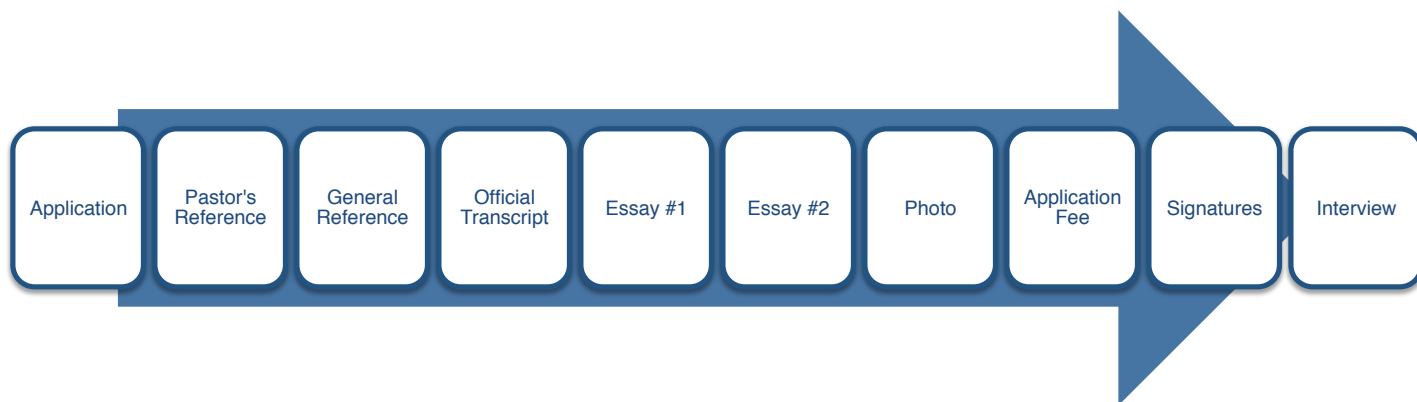 Application
Pastor's
Reference
General
Reference
Official
Transcript
Essay #1
Essay #2
Photo
Application
Fee
Signatures
Interview